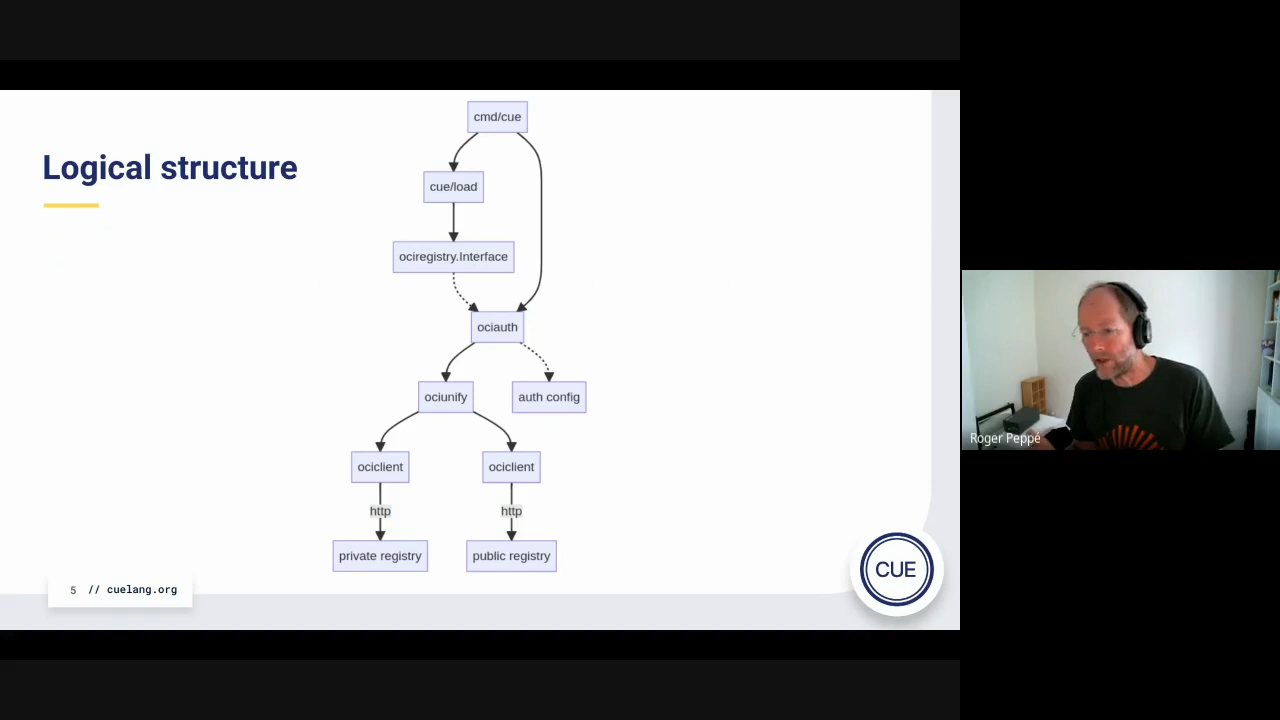 Logical structure
cmd/cue
cue/load
ociregistry.Interface
ociauth
ociunify
auth config
ociclient
ociclient
http
http
private registry
public registry
5 // cuelang.org
CUE
Roger Peppé